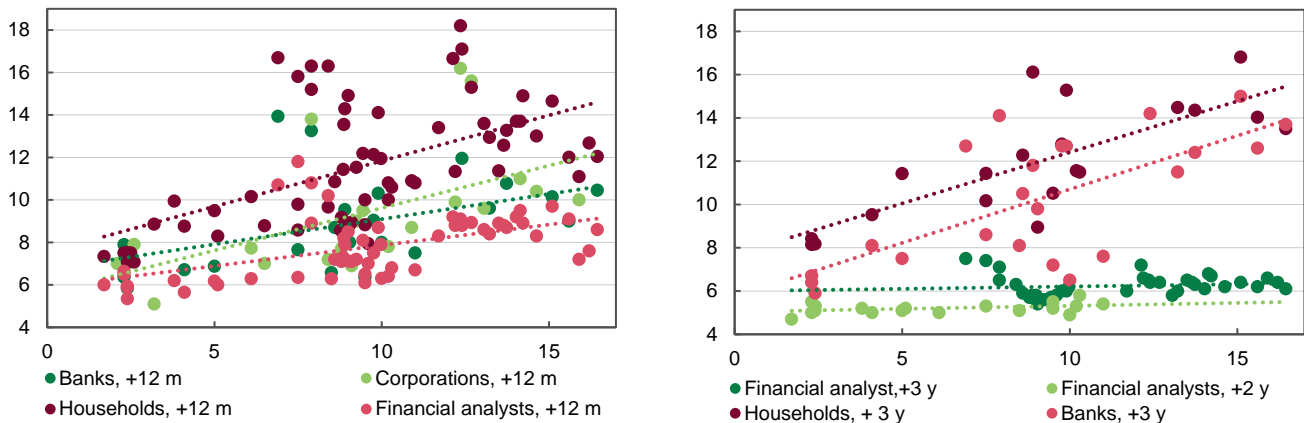 18
16
14
12
10
8
6
4
0 5 10 15
Banks, +12 m Corporations, +12 m
Households, +12 m Financial analysts, +12 m
18
16
14
12
10
8
6
4
0 5 10 15
Financial analyst,+3 y Financial analysts, +2 y
Households, + 3 y Banks, +3 y